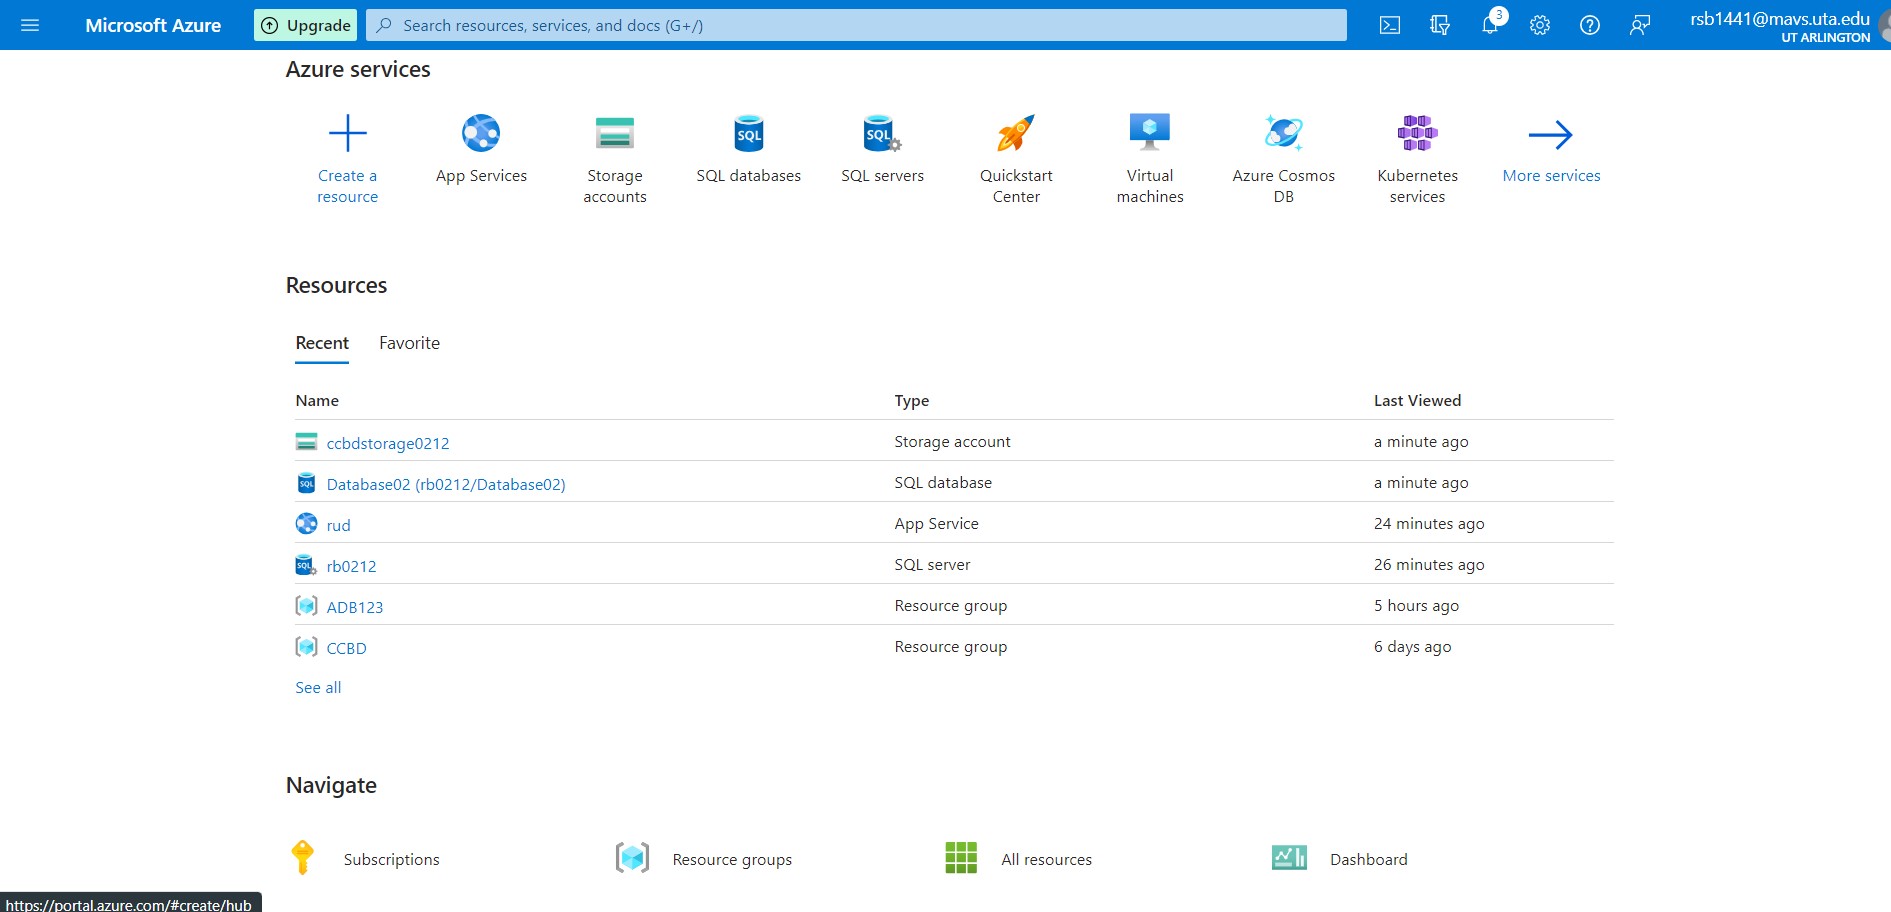 Microsoft Azure
Upgrade
Search resources, services, and docs (G+/)
3
rsb1441@mavs.uta.edu
UT ARLINGTON
Azure services
Create a resource
App Services
Storage accounts
SQL databases
SQL servers
Quickstart Center
Virtual machines
Azure Cosmos DB
Kubernetes services
More services
Resources
Recent Favorite
Name Type Last Viewed
ccbdstorage0212 Storage account a minute ago
SQL Database02 (rb0212/Database02) SQL database a minute ago
rud App Service 24 minutes ago
SQL rb0212 SQL server 26 minutes ago
ADB123 Resource group 5 hours ago
CCBD Resource group 6 days ago
See all
Navigate
Subscriptions Resource groups All resources Dashboard
https://portal.azure.com/#create/hub